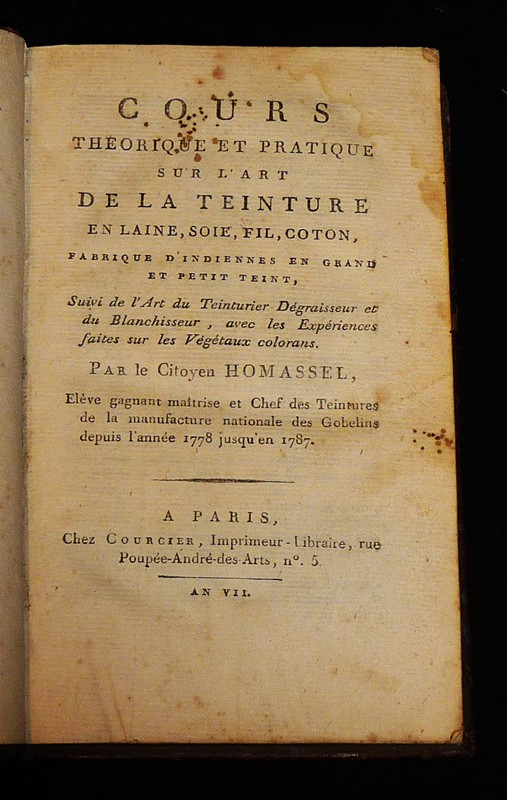 COURS
THÉORIQUE ET PRATIQUE
SUR L'ART
DE LA TEINTURE
EN LAINE, SOIE, FIL, COTON,
FABRIQUE D'INDIENNES EN GRAND
ET PETIT TEINT,
Suivi de l'Art du Teinturier-Dégraisseur et
du Blanchisseur, avec les Expériences
faites sur les Végétaux colorans.
PAR le Citoyen HOMASSEL,
Elève gagnant maîtrise et Chef des Teintures
de la manufacture nationale des Gobelins
depuis l'année 1778 jusqu'en 1787.
A PARIS,
Chez COURCIER, Imprimeur-Libraire, rue
Poupée-André-des-Arts, n°. 5.
AN VII.